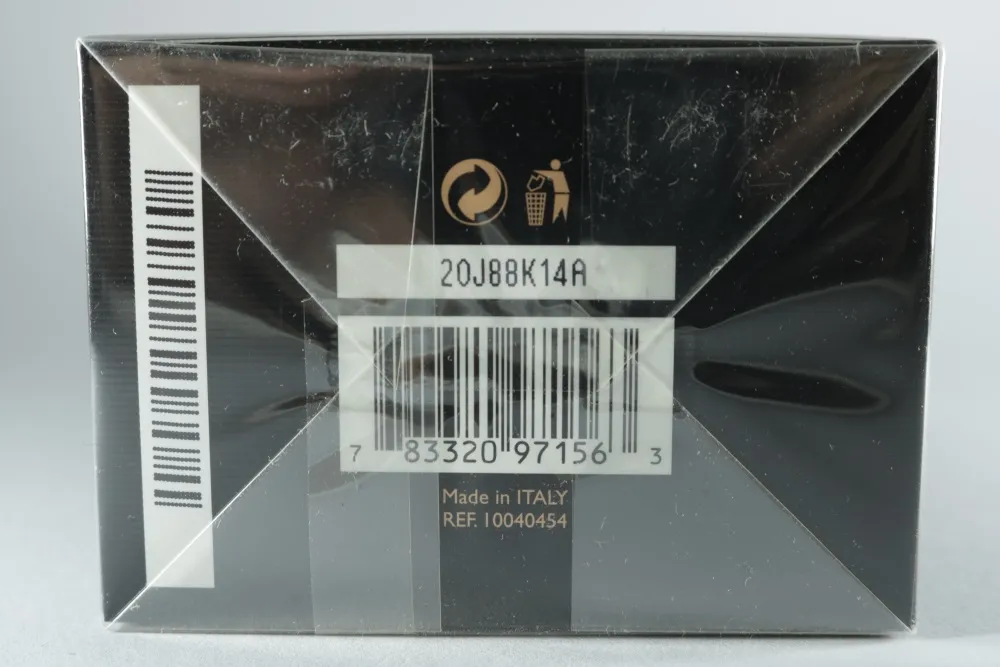 20J88K14A
7 83320 97156 3
Made in ITALY
REF. 10040454